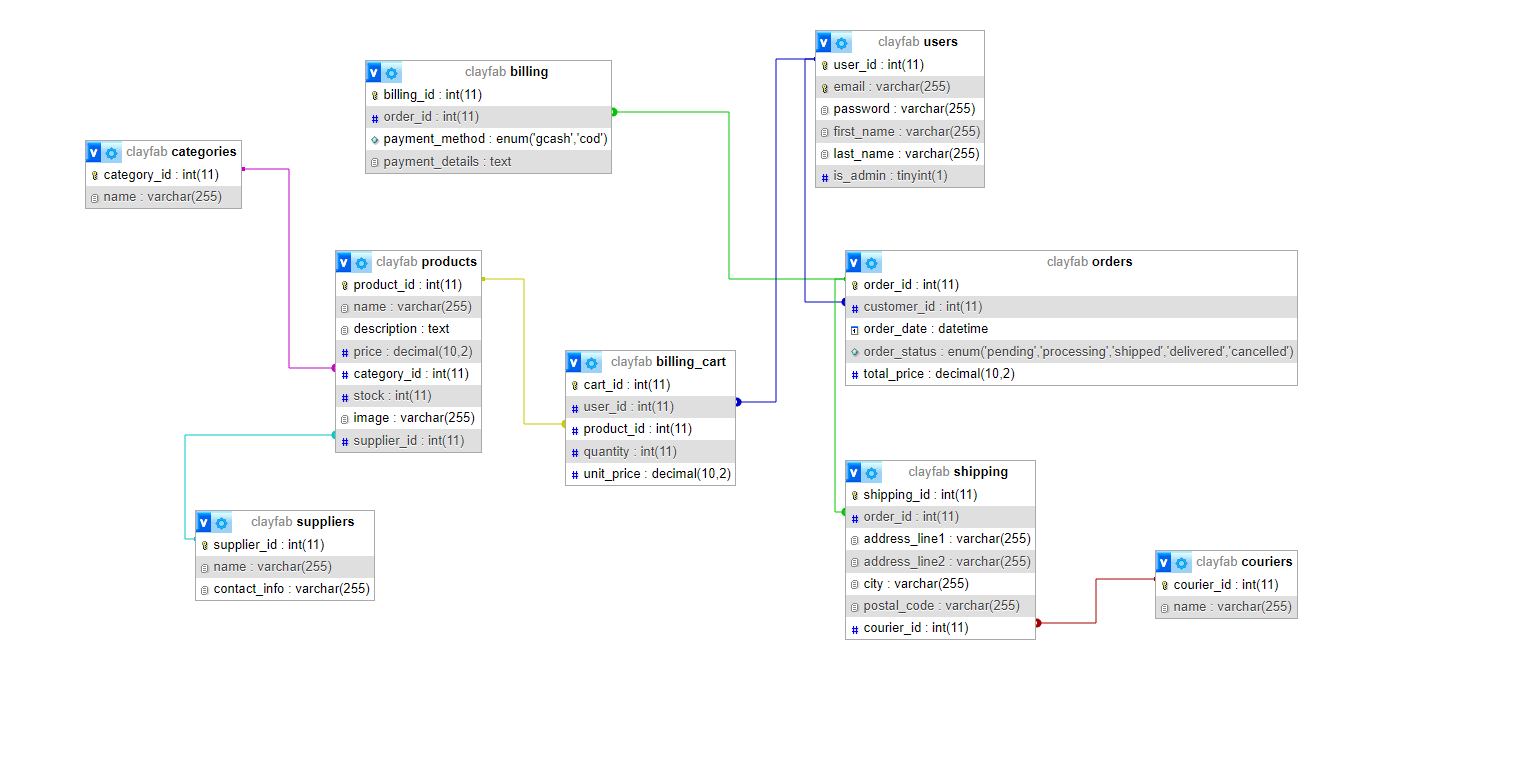 clayfab users
user_id : int(11)
email : varchar(255)
password : varchar(255)
first_name : varchar(255)
last_name : varchar(255)
is_admin : tinyint(1)
clayfab billing
billing_id : int(11)
order_id : int(11)
payment_method : enum('gcash','cod')
payment_details : text
clayfab categories
category_id : int(11)
name : varchar(255)
clayfab products
product_id : int(11)
name : varchar(255)
description : text
price : decimal(10,2)
category_id : int(11)
stock : int(11)
image : varchar(255)
supplier_id : int(11)
clayfab orders
order_id : int(11)
customer_id : int(11)
order_date : datetime
order_status : enum('pending','processing','shipped','delivered','cancelled')
total_price : decimal(10,2)
clayfab billing_cart
cart_id : int(11)
user_id : int(11)
product_id : int(11)
quantity : int(11)
unit_price : decimal(10,2)
clayfab shipping
shipping_id : int(11)
order_id : int(11)
address_line1 : varchar(255)
address_line2 : varchar(255)
city : varchar(255)
postal_code : varchar(255)
courier_id : int(11)
clayfab suppliers
supplier_id : int(11)
name : varchar(255)
contact_info : varchar(255)
clayfab couriers
courier_id : int(11)
name : varchar(255)